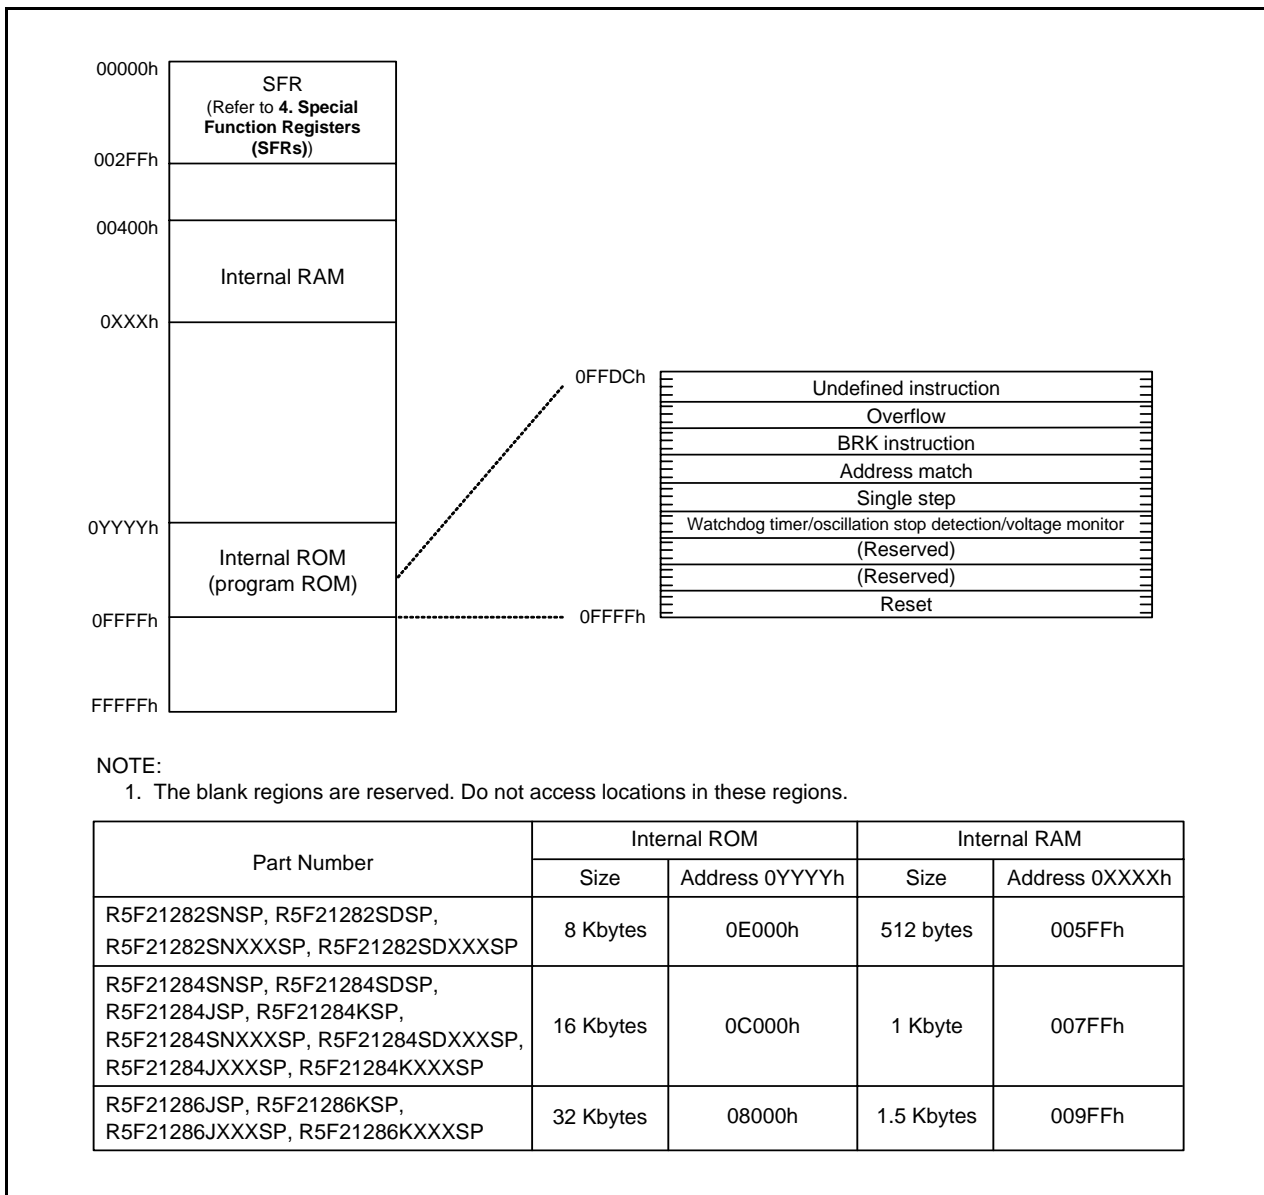 00000h
SFR
(Refer to 4. Special
Function Registers
(SFRs))
002FFh
00400h
Internal RAM
0XXXh
0YYYYh
Internal ROM
(program ROM)
0FFFFh
FFFFFh
0FFDCh
Undefined instruction
Overflow
BRK instruction
Address match
Single step
Watchdog timer/oscillation stop detection/voltage monitor
(Reserved)
(Reserved)
Reset
0FFFFh
NOTE:
1. The blank regions are reserved. Do not access locations in these regions.
Part Number
Internal ROM
Internal RAM
Size
Address 0YYYYh
Size
Address 0XXXXh
R5F21282SNSP, R5F21282SDSP,
R5F21282SNXXXSP, R5F21282SDXXXSP
8 Kbytes
0E000h
512 bytes
005FFh
R5F21284SNSP, R5F21284SDSP,
R5F21284JSP, R5F21284KSP,
R5F21284SNXXXSP, R5F21284SDXXXSP,
R5F21284JXXXSP, R5F21284KXXXSP
16 Kbytes
0C000h
1 Kbyte
007FFh
R5F21286JSP, R5F21286KSP,
R5F21286JXXXSP, R5F21286KXXXSP
32 Kbytes
08000h
1.5 Kbytes
009FFh